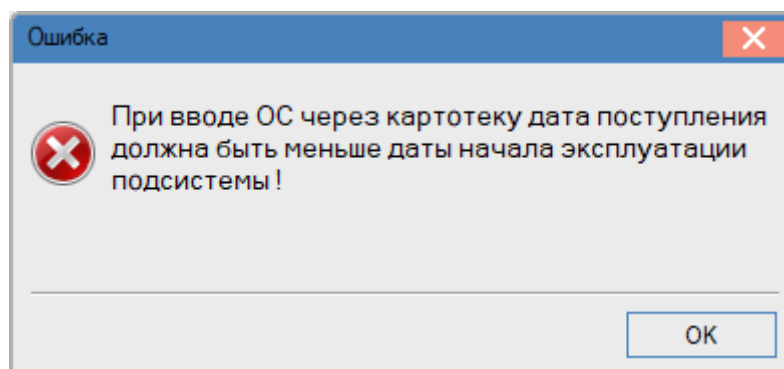 Ошибка
При вводе ОС через картотеку дата поступления
должна быть меньше даты начала эксплуатации
подсистемы!
OK